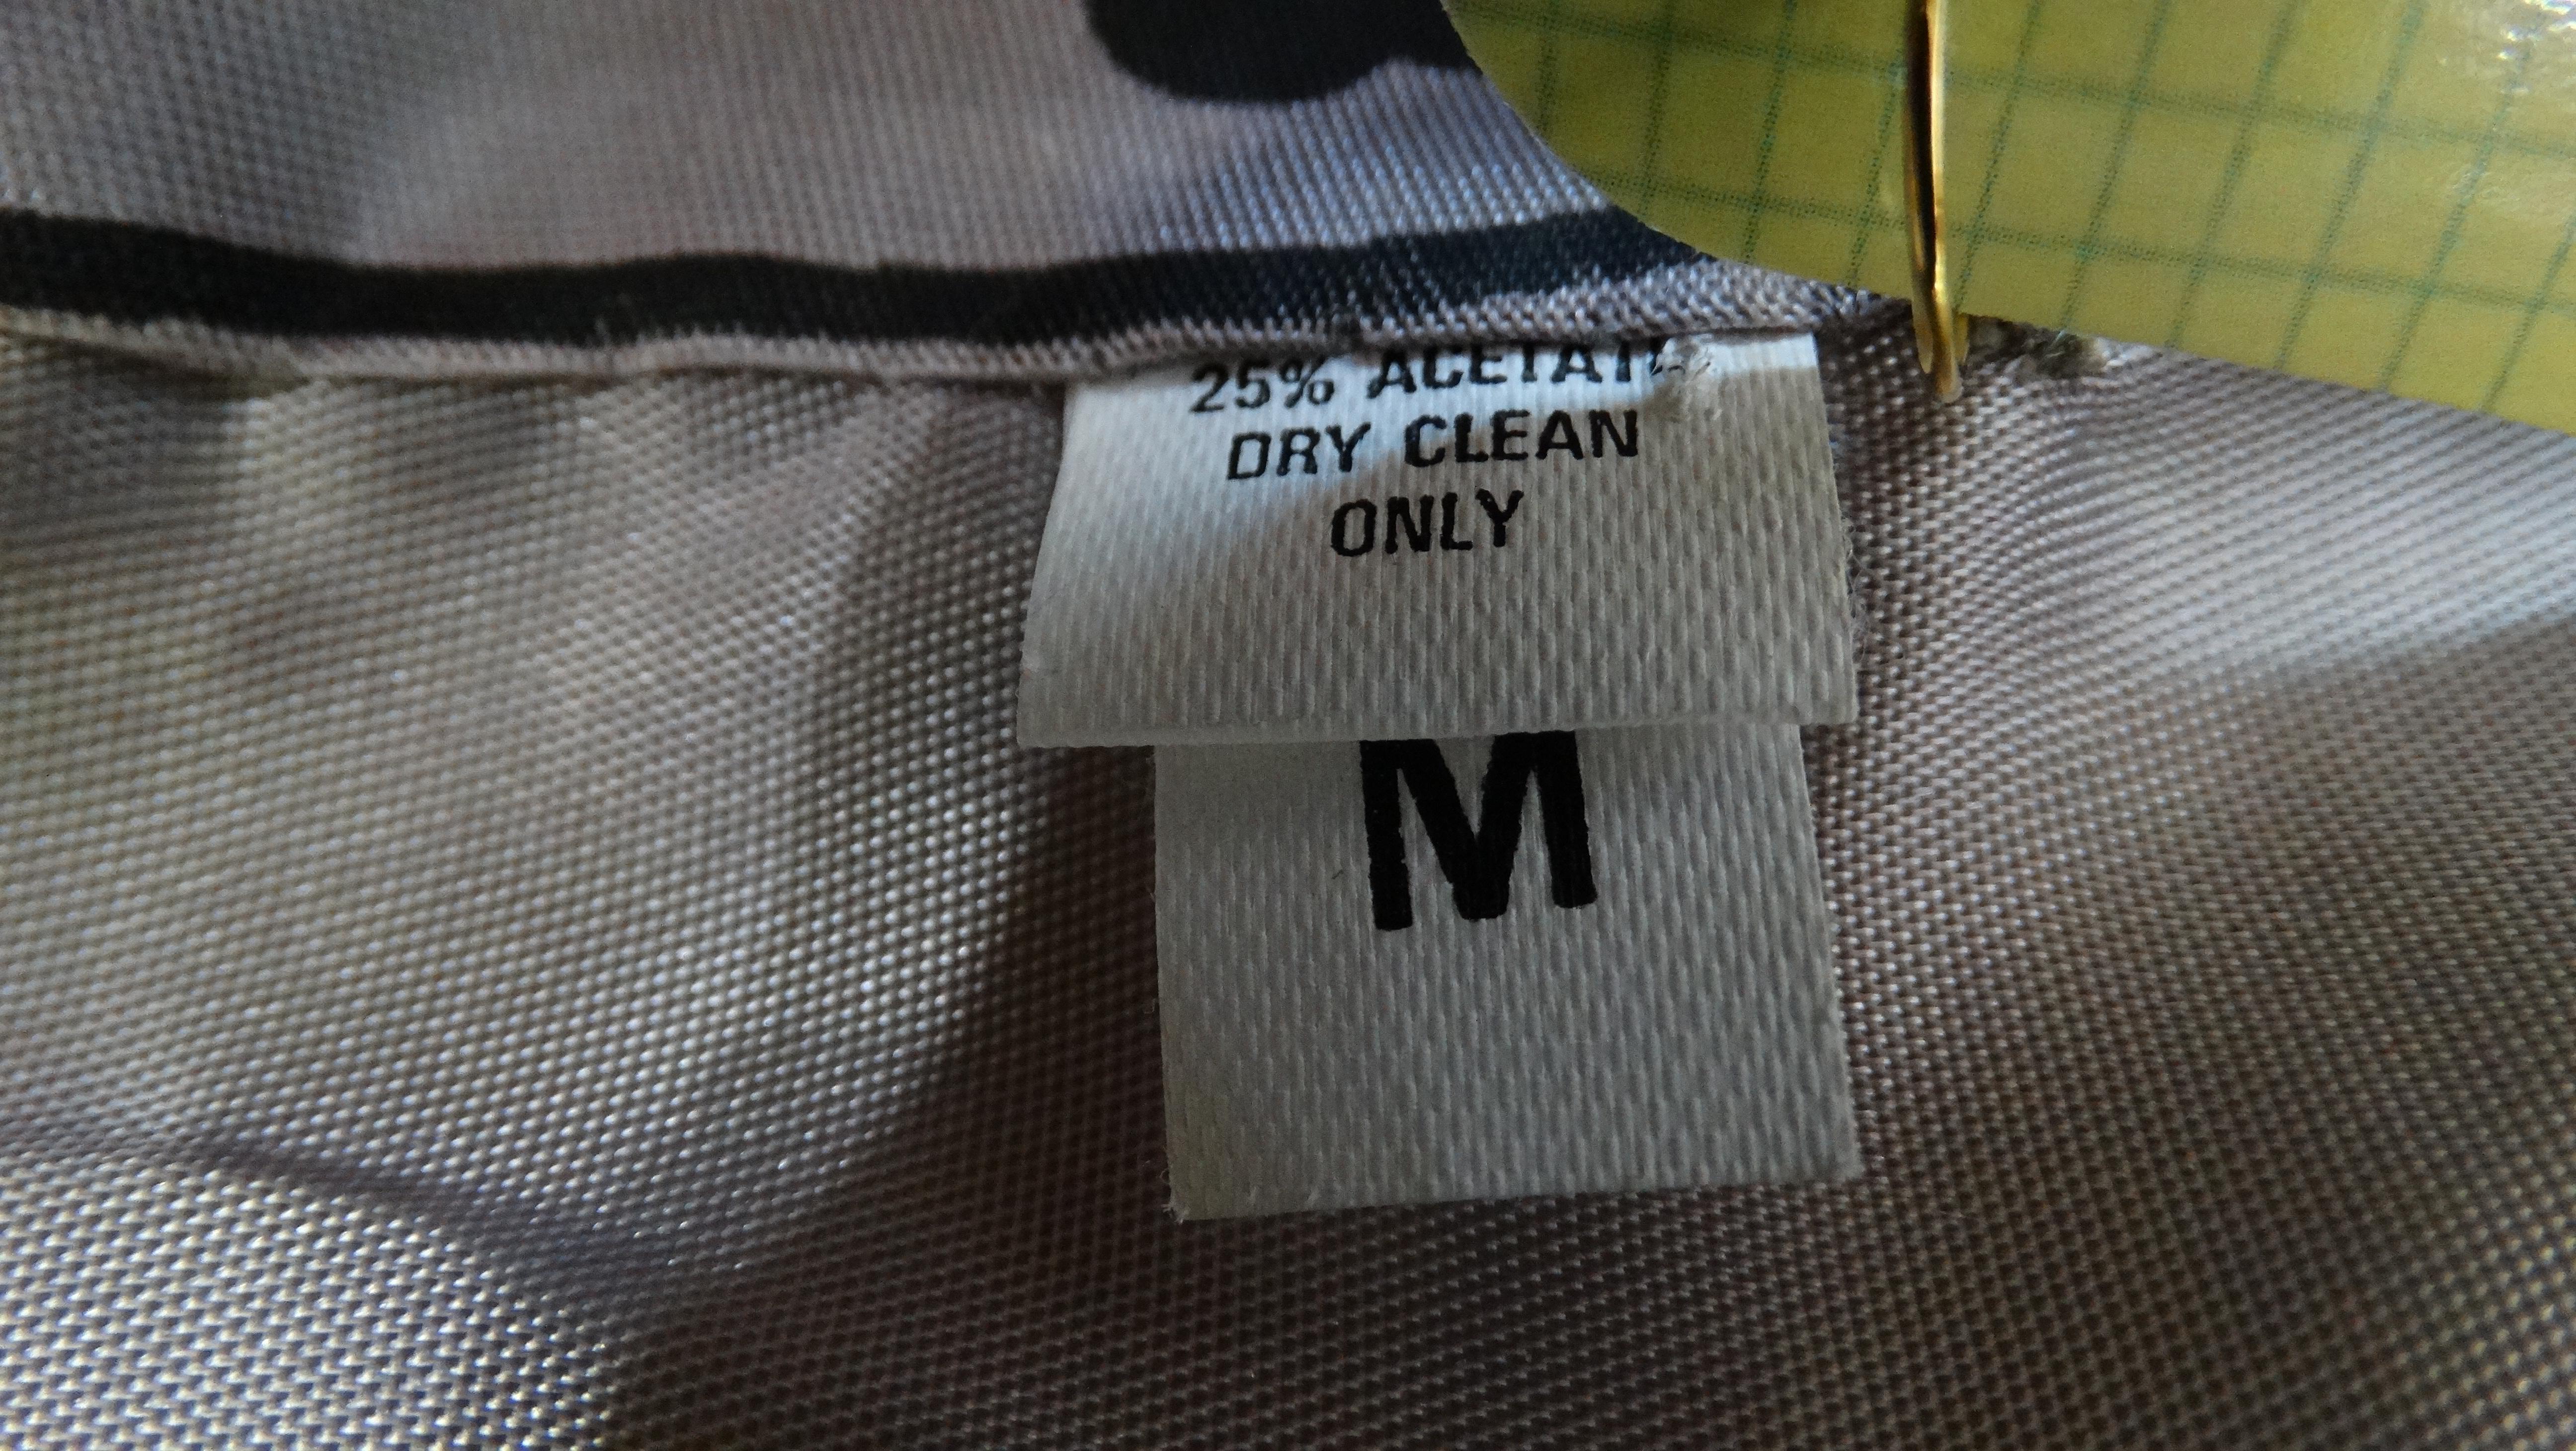 25% ACETATE
DRY CLEAN
ONLY
M